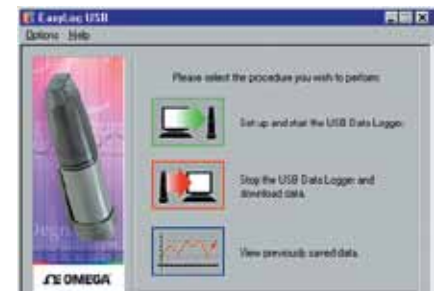 EasyLog USB
Options Help
Please select the procedure you wish to perform:
Set up and start the USB Data Logger.
Stop the USB Data Logger and
download data.
View previously saved data.
OMEGA